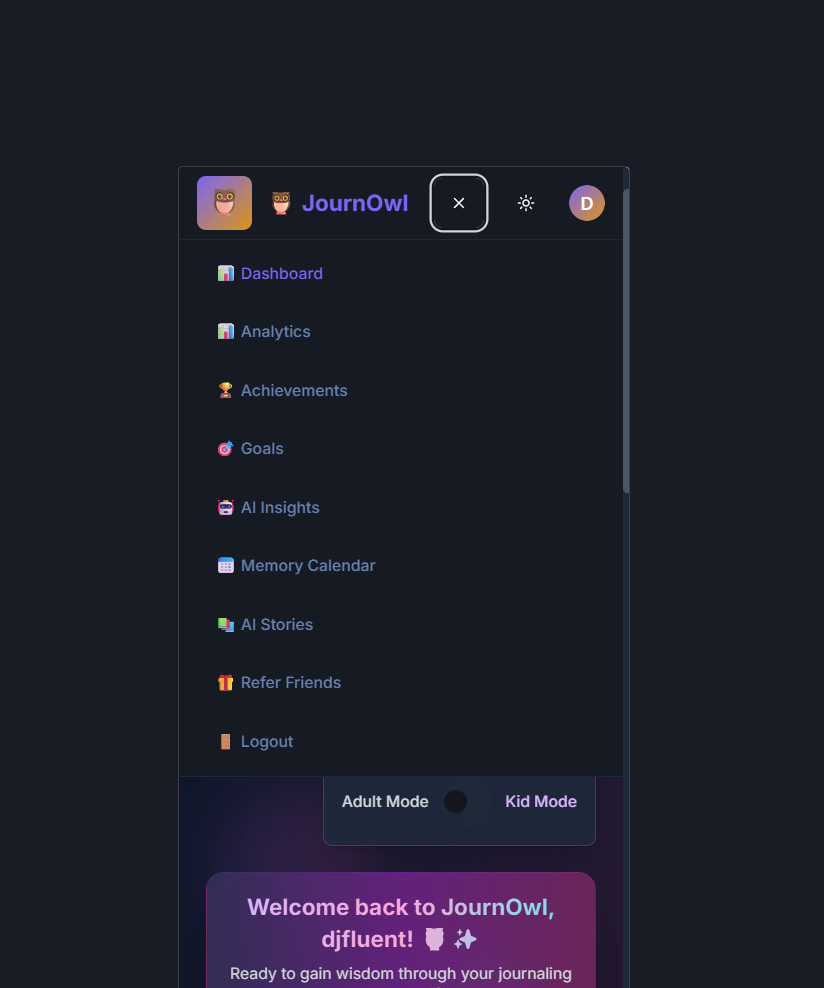 JournOwl
D
Dashboard
Analytics
Achievements
Goals
AI Insights
Memory Calendar
AI Stories
Refer Friends
Logout
Adult Mode Kid Mode
Welcome back to JournOwl,
djfluent!
Ready to gain wisdom through your journaling